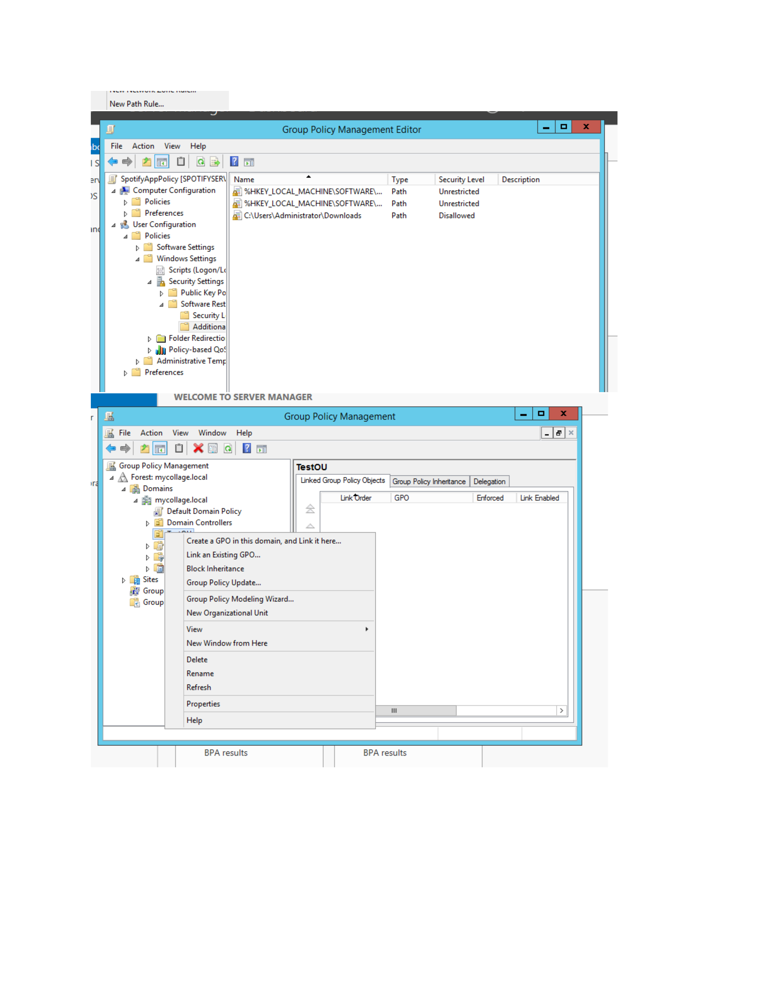 New Network Zone Rule...
New Path Rule...
Group Policy Management Editor
File Action View Help
SpotifyAppPolicy [SPOTIFYSERV
Computer Configuration
Policies
Preferences
User Configuration
Policies
Software Settings
Windows Settings
Scripts (Logon/Lo
Security Settings
Public Key Po
Software Rest
Security L
Additiona
Folder Redirectio
Policy-based QoS
Administrative Temp
Preferences
Name Type Security Level Description
%HKEY_LOCAL_MACHINE\SOFTWARE\... Path Unrestricted
%HKEY_LOCAL_MACHINE\SOFTWARE\... Path Unrestricted
C:\Users\Administrator\Downloads Path Disallowed
WELCOME TO SERVER MANAGER
Group Policy Management
File Action View Window Help
Group Policy Management
Forest: mycollage.local
Domains
mycollage.local
Default Domain Policy
Domain Controllers
TestOU
Sites
Group
Group
TestOU
Linked Group Policy Objects Group Policy Inheritance Delegation
Link Order GPO Enforced Link Enabled
Create a GPO in this domain, and Link it here...
Link an Existing GPO...
Block Inheritance
Group Policy Update...
Group Policy Modeling Wizard...
New Organizational Unit
View
New Window from Here
Delete
Rename
Refresh
Properties
Help
BPA results BPA results